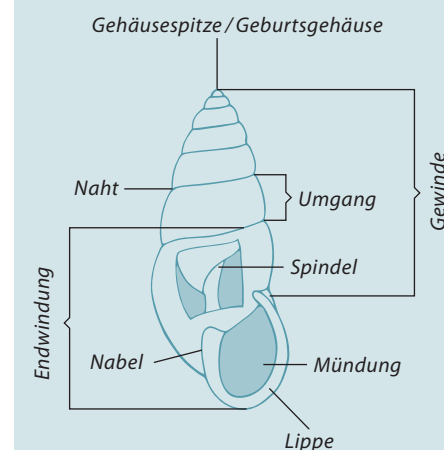 Gehäusespitze / Geburtsgehäuse
Naht
Umgang
Gewinde
Spindel
Endwindung
Nabel
Mündung
Lippe